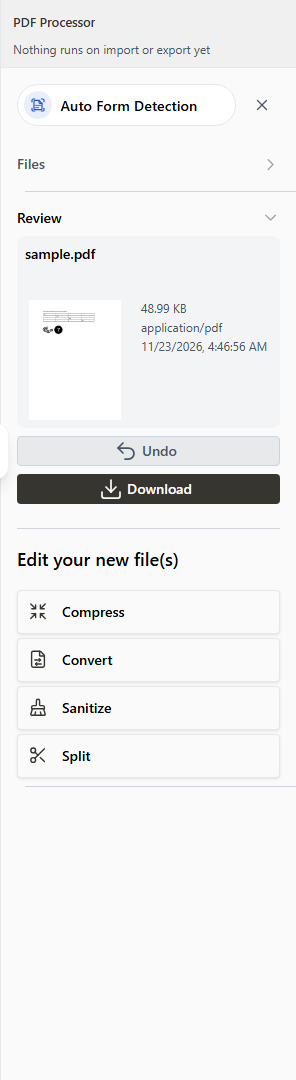 PDF Processor
Nothing runs on import or export yet
Auto Form Detection
Files
Review
sample.pdf
48.99 KB
application/pdf
11/23/2026, 4:46:56 AM
Undo
Download
Edit your new file(s)
Compress
Convert
Sanitize
Split